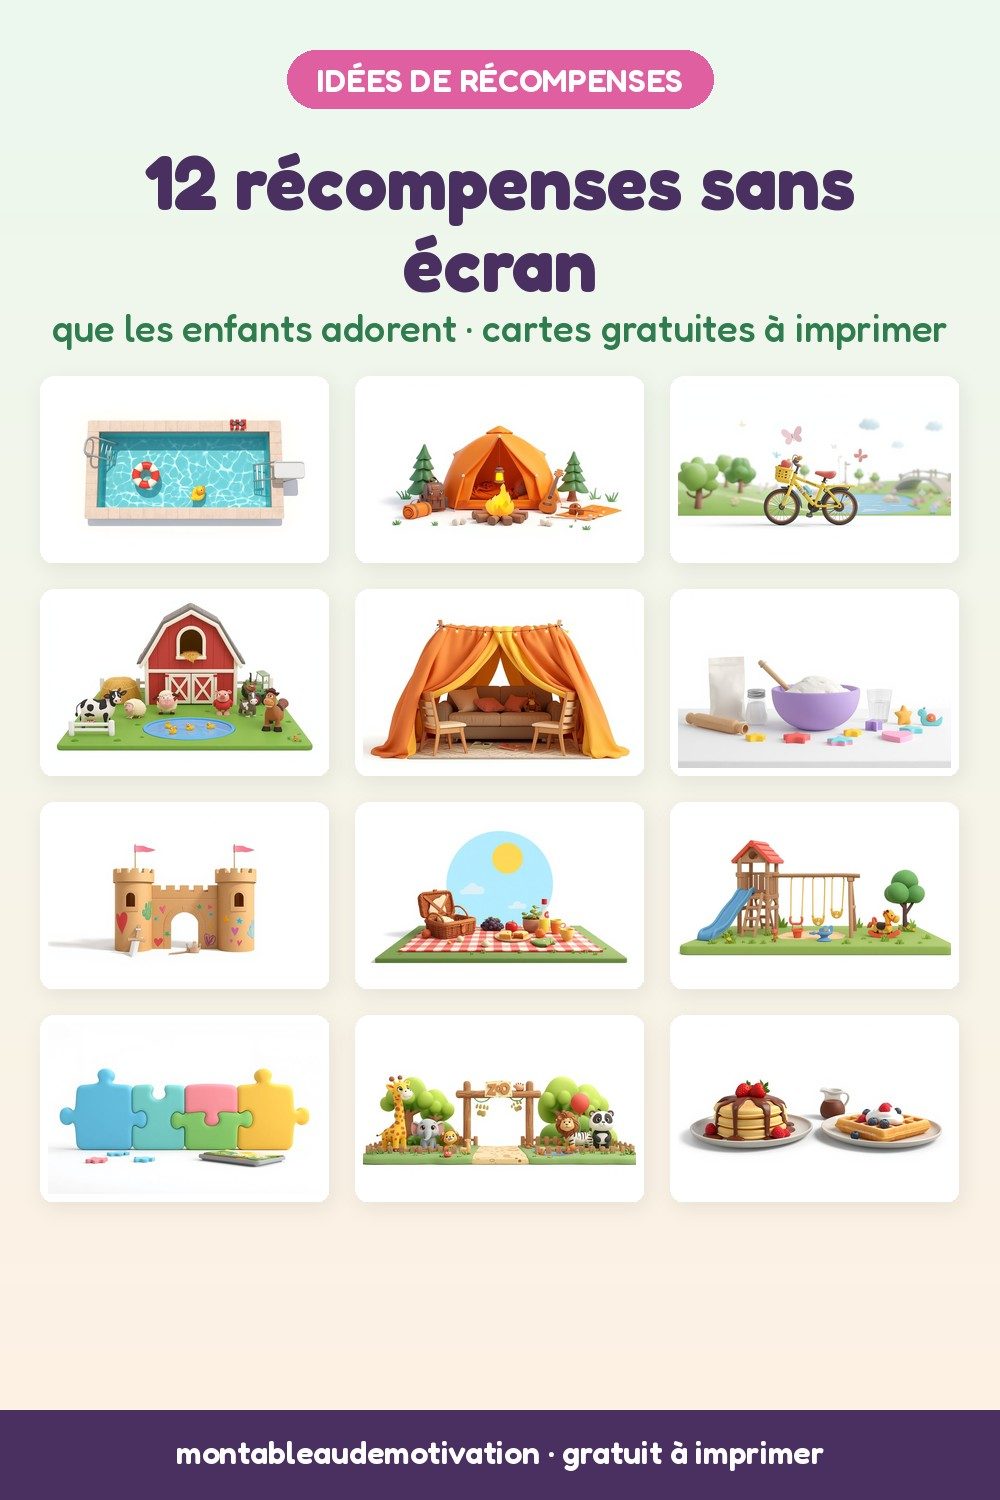 IDÉES DE RÉCOMPENSES
12 récompenses sans
écran
que les enfants adorent · cartes gratuites à imprimer
ZOO
montableaudemotivation · gratuit à imprimer